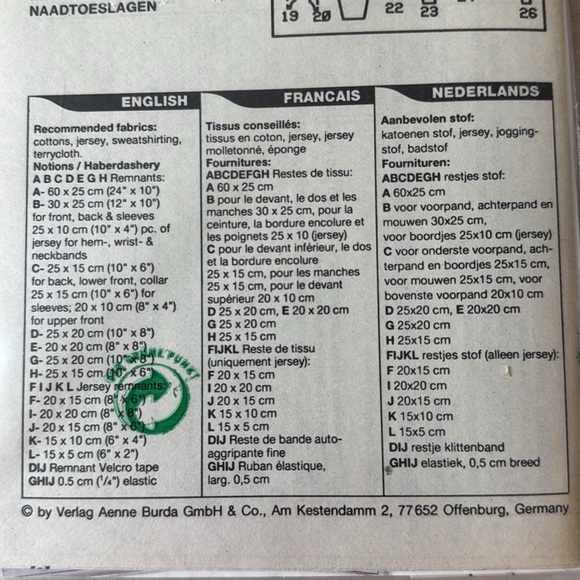 NAADTOESLAGEN
19 20 22 23 26
ENGLISH
Recommended fabrics:
cottons, jersey, sweatshirting,
terrycloth.
Notions / Haberdashery
A B C D E G H Remnants:
A- 60 x 25 cm (24" x 10")
B- 30 x 25 cm (12" x 10")
for front, back & sleeves
25 x 10 cm (10" x 4") pc. of
jersey for hem-, wrist- &
neckbands
C- 25 x 15 cm (10" x 6")
for back, lower front, collar
25 x 15 cm (10" x 6") for
sleeves; 20 x 10 cm (8" x 4")
for upper front
D- 25 x 20 cm (10" x 8")
E- 20 x 20 cm (8" x 8")
G- 25 x 20 cm (10" x 8")
H- 25 x 15 cm (10" x 6")
F I J K L Jersey remnants:
F- 20 x 15 cm (8" x 6")
I- 20 x 20 cm (8" x 8")
J- 20 x 15 cm (8" x 6")
K- 15 x 10 cm (6" x 4")
L- 15 x 5 cm (6" x 2")
DIJ Remnant Velcro tape
GHIJ 0.5 cm (1/4") elastic
FRANCAIS
Tissus conseillés:
tissus en coton, jersey, jersey
molletonné, éponge
Fournitures:
ABCDEFGH Restes de tissu:
A 60 x 25 cm
B pour le devant, le dos et les
manches 30 x 25 cm, pour la
ceinture, la bordure encolure et
les poignets 25 x 10 (jersey)
C pour le devant inférieur, le dos
et la bordure encolure
25 x 15 cm, pour les manches
25 x 15 cm, pour le devant
supérieur 20 x 10 cm
D 25 x 20 cm, E 20 x 20 cm
G 25 x 20 cm
H 25 x 15 cm
FIJKL Reste de tissu
(uniquement jersey):
F 20 x 15 cm
I 20 x 20 cm
J 20 x 15 cm
K 15 x 10 cm
L 15 x 5 cm
DIJ Reste de bande auto-
aggripante fine
GHIJ Ruban élastique,
larg. 0,5 cm
NEDERLANDS
Aanbevolen stof:
katoenen stof, jersey, jogging-
stof, badstof
Fournituren:
ABCDEGH restjes stof:
A 60x25 cm
B voor voorpand, achterpand en
mouwen 30x25 cm,
voor boordjes 25x10 cm (jersey)
C voor onderste voorpand, ach-
terpand en boordjes 25x15 cm,
voor mouwen 25x15 cm, voor
bovenste voorpand 20x10 cm
D 25x20 cm, E 20x20 cm
G 25x20 cm
H 25x15 cm
FIJKL restjes stof (alleen jersey):
F 20x15 cm
I 20x20 cm
J 20x15 cm
K 15x10 cm
L 15x5 cm
DIJ restje klittenband
GHIJ elastiek, 0,5 cm breed
© by Verlag Aenne Burda GmbH & Co., Am Kestendamm 2, 77652 Offenburg, Germany